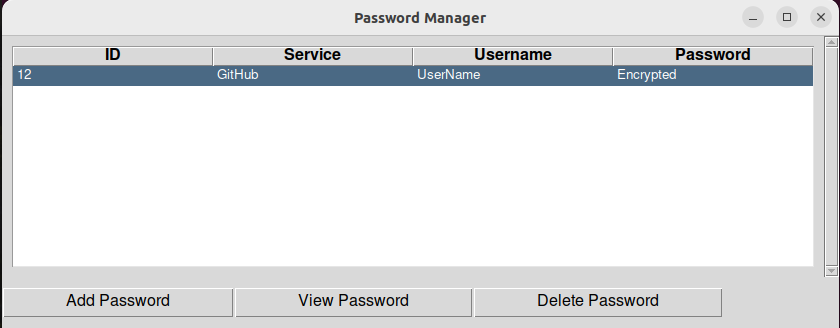 Password Manager
ID Service Username Password
12 GitHub UserName Encrypted
Add Password View Password Delete Password